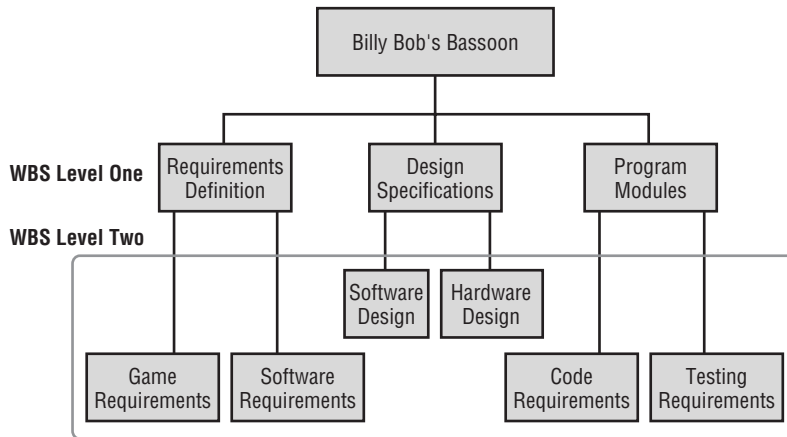 Billy Bob's Bassoon
WBS Level One
Requirements
Definition
Design
Specifications
Program
Modules
WBS Level Two
Software
Design
Hardware
Design
Game
Requirements
Software
Requirements
Code
Requirements
Testing
Requirements